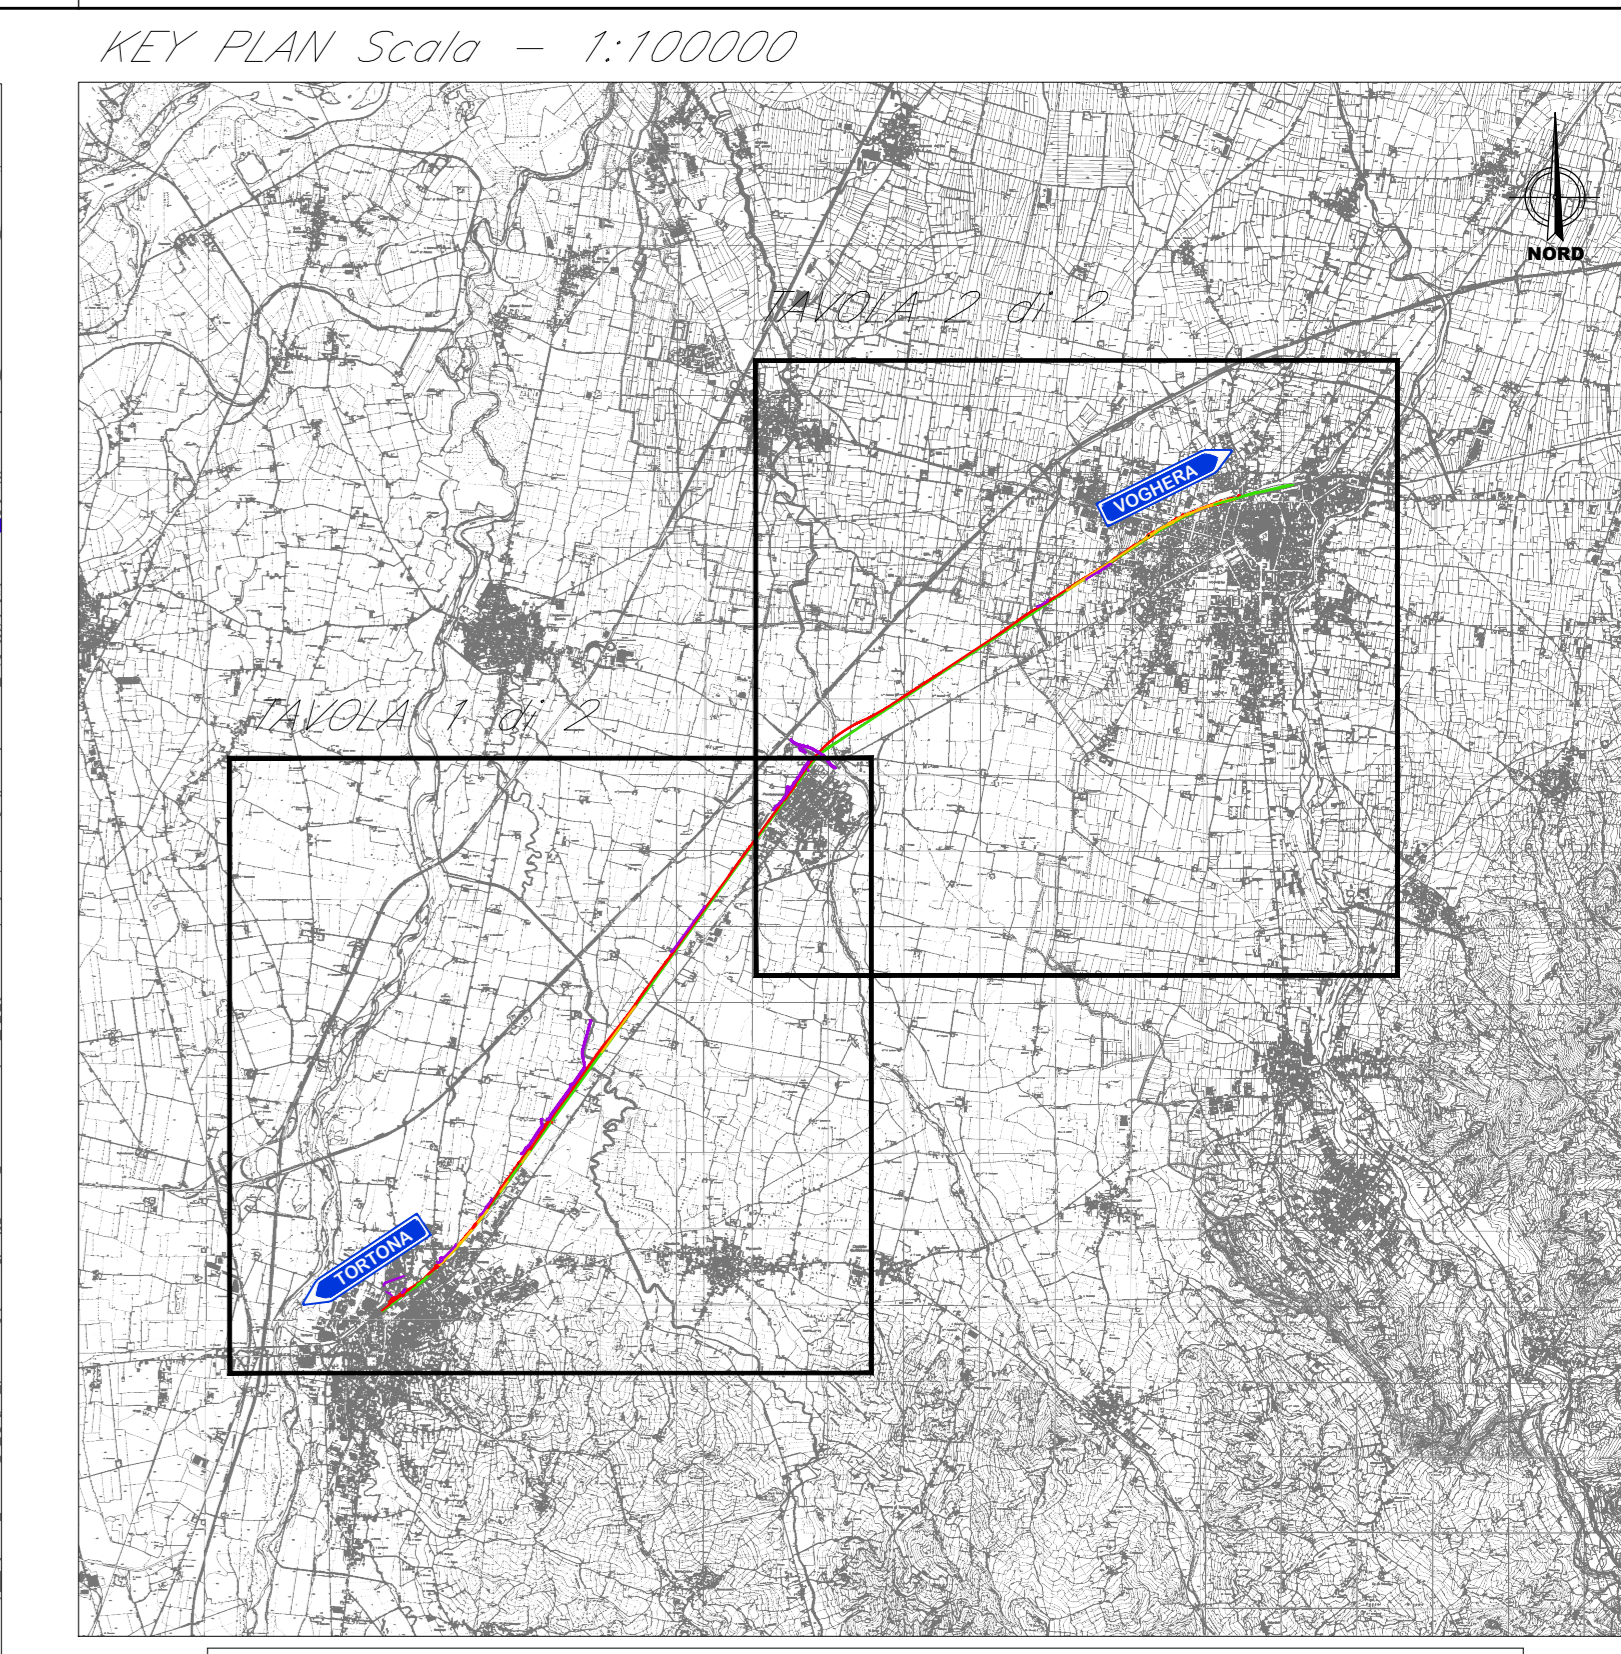 KEY PLAN Scala - 1:100000
NORD
TAVOLA 2 di 2
VOGHERA
TAVOLA 1 di 2
TORTONA